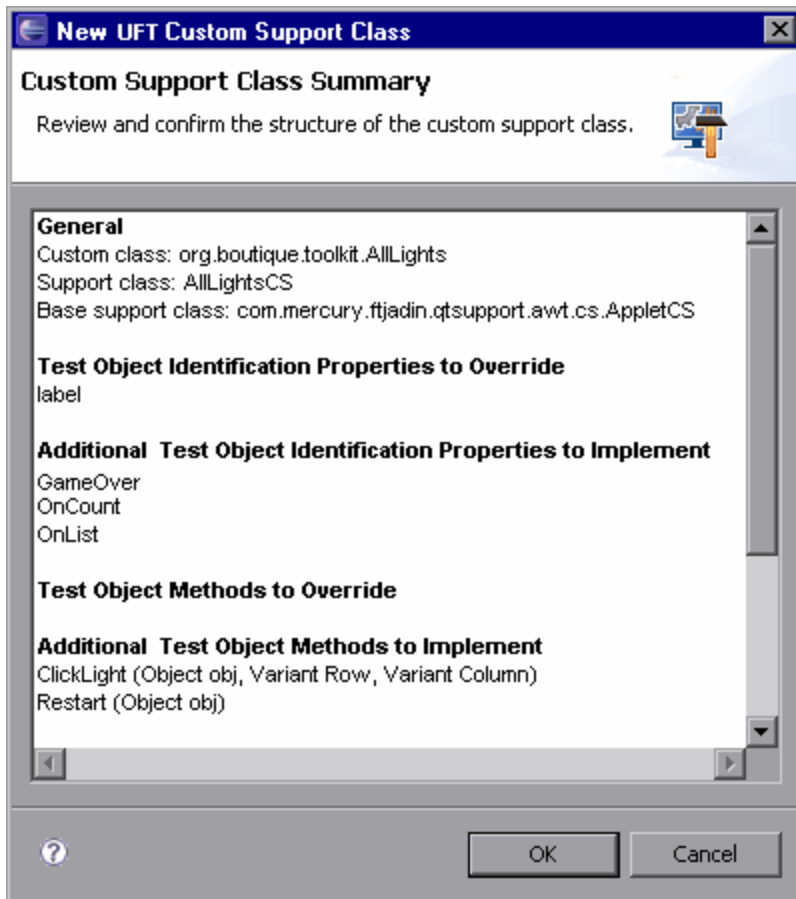 New UFT Custom Support Class
Custom Support Class Summary
Review and confirm the structure of the custom support class.
General
Custom class: org.boutique.toolkit.AllLights
Support class: AllLightsCS
Base support class: com.mercury.ftjadin.qtsupport.awt.cs.AppletCS
Test Object Identification Properties to Override
label
Additional Test Object Identification Properties to Implement
GameOver
OnCount
OnList
Test Object Methods to Override
Additional Test Object Methods to Implement
ClickLight (Object obj, Variant Row, Variant Column)
Restart (Object obj)
?
OK Cancel